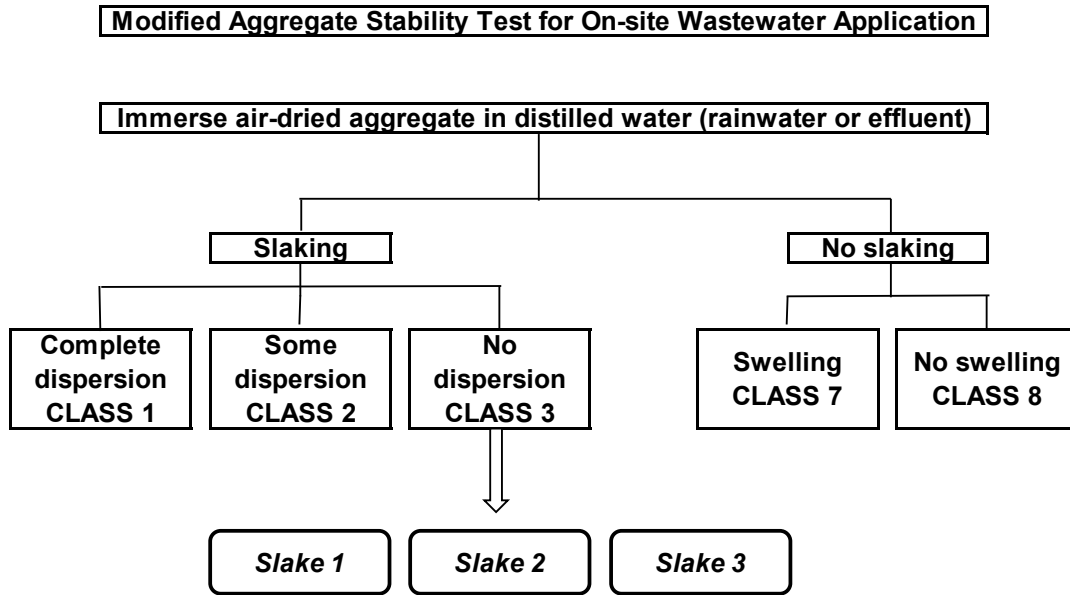 Modified Aggregate Stability Test for On-site Wastewater Application
Immerse air-dried aggregate in distilled water (rainwater or effluent)
Slaking
No slaking
Complete
dispersion
CLASS 1
Some
dispersion
CLASS 2
No
dispersion
CLASS 3
Swelling
CLASS 7
No swelling
CLASS 8
Slake 1
Slake 2
Slake 3